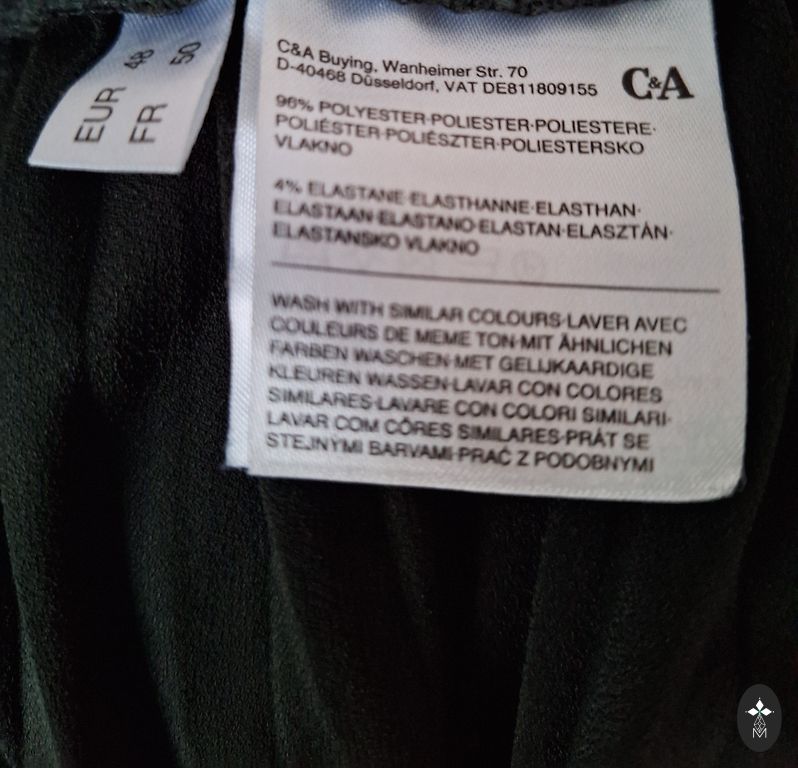 EUR 48
FR 50
C&A Buying, Wanheimer Str. 70
D-40468 Düsseldorf, VAT DE811809155
C&A
96% POLYESTER·POLIESTER·POLIESTERE·
POLIÉSTER·POLIÉSZTER·POLIESTERSKO
VLAKNO
4% ELASTANE·ELASTHANNE·ELASTHAN·
ELASTAAN·ELASTANO·ELASTAN·ELASZTÁN·
ELASTANSKO VLAKNO
WASH WITH SIMILAR COLOURS·LAVER AVEC
COULEURS DE MEME TON·MIT ÄHNLICHEN
FARBEN WASCHEN·MET GELIJKAARDIGE
KLEUREN WASSEN·LAVAR CON COLORES
SIMILARES·LAVARE CON COLORI SIMILARI·
LAVAR COM CÔRES SIMILARES·PRÁT SE
STEJNÝMI BARVAMI·PRAĆ Z PODOBNYMI
M